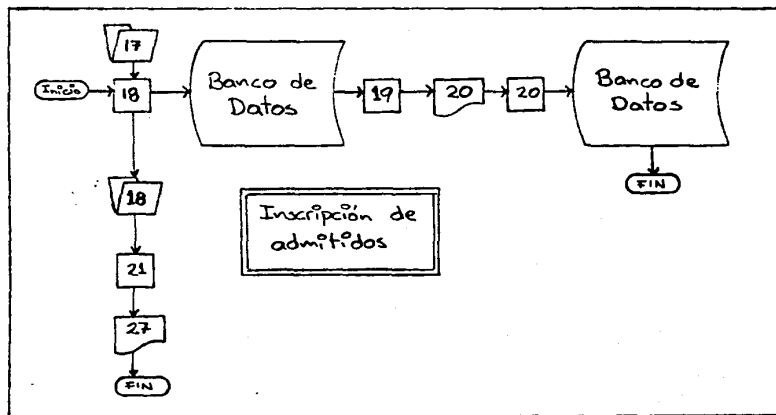 17
Inicio
18
Banco de
Datos
19
20
20
Banco de
Datos
FIN
18
Inscripción de
admitidos
21
27
FIN